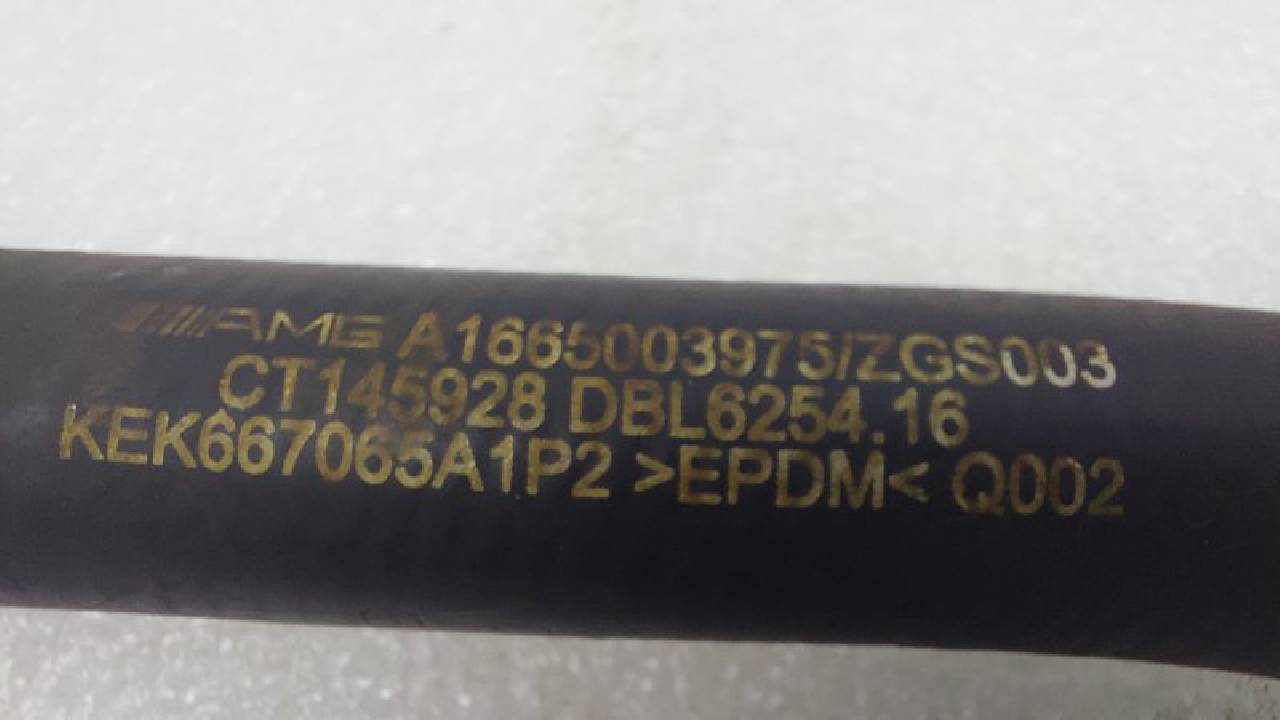 AMG A1665003975/ZGS003
CT145928 DBL6254.16
KEK667065A1P2 >EPDM< Q002